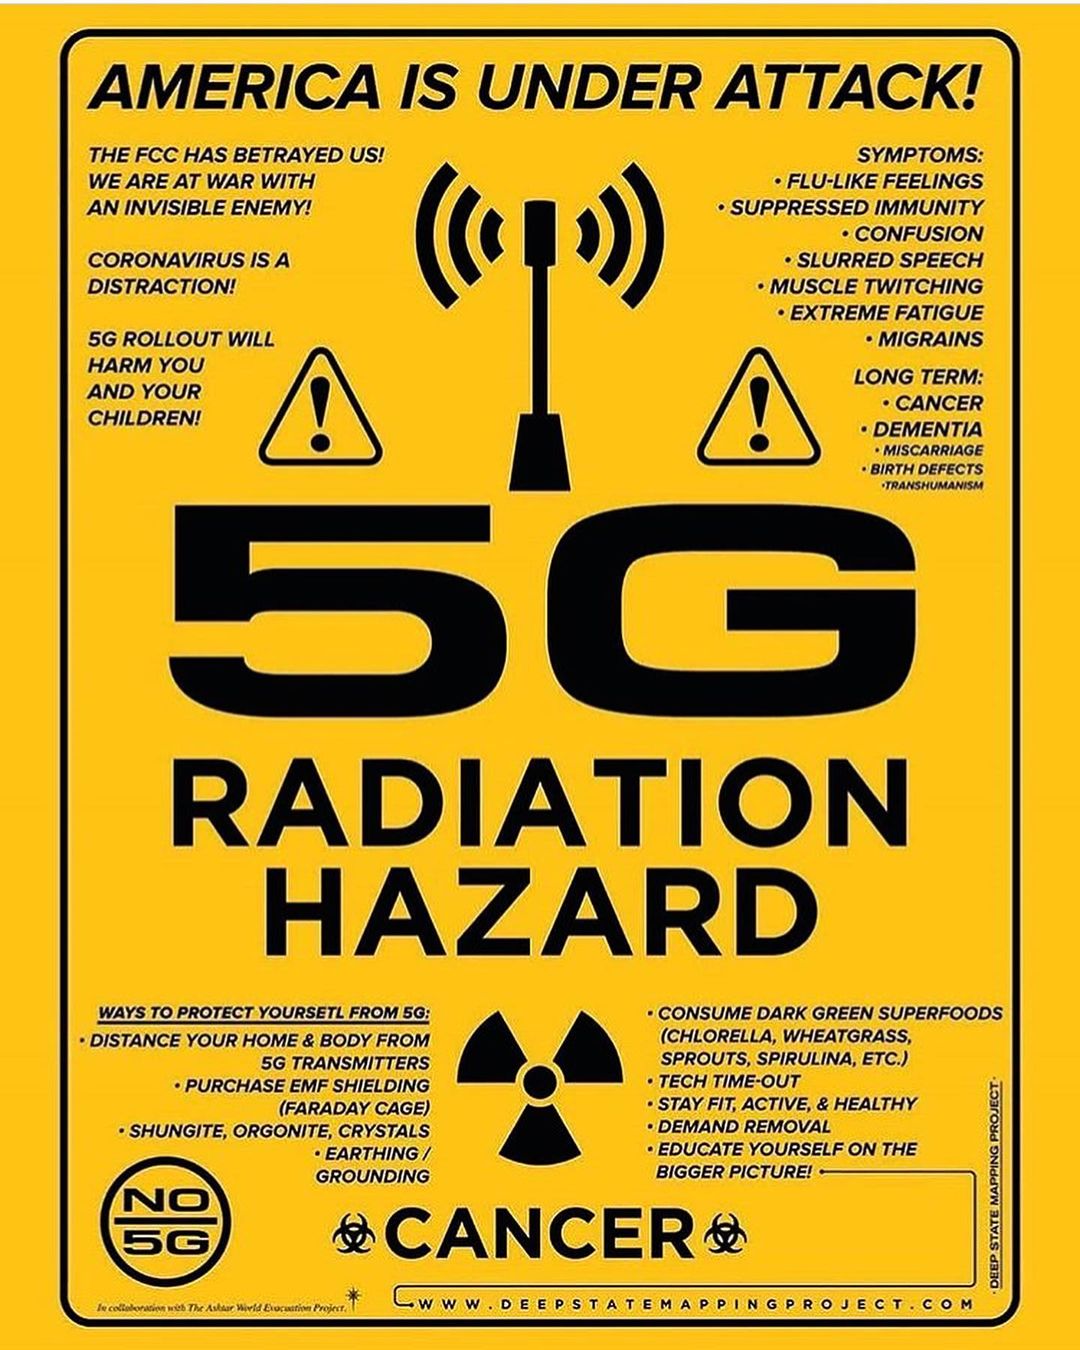 AMERICA IS UNDER ATTACK!
THE FCC HAS BETRAYED US!
WE ARE AT WAR WITH
AN INVISIBLE ENEMY!
CORONAVIRUS IS A
DISTRACTION!
5G ROLLOUT WILL
HARM YOU
AND YOUR
CHILDREN!
SYMPTOMS:
• FLU-LIKE FEELINGS
• SUPPRESSED IMMUNITY
• CONFUSION
• SLURRED SPEECH
• MUSCLE TWITCHING
• EXTREME FATIGUE
• MIGRAINS
LONG TERM:
• CANCER
• DEMENTIA
• MISCARRIAGE
• BIRTH DEFECTS
•TRANSHUMANISM
5G
RADIATION
HAZARD
WAYS TO PROTECT YOURSETL FROM 5G:
• DISTANCE YOUR HOME & BODY FROM
5G TRANSMITTERS
• PURCHASE EMF SHIELDING
(FARADAY CAGE)
• SHUNGITE, ORGONITE, CRYSTALS
• EARTHING /
GROUNDING
• CONSUME DARK GREEN SUPERFOODS
(CHLORELLA, WHEATGRASS,
SPROUTS, SPIRULINA, ETC.)
• TECH TIME-OUT
• STAY FIT, ACTIVE, & HEALTHY
• DEMAND REMOVAL
• EDUCATE YOURSELF ON THE
BIGGER PICTURE!
• DEEP STATE MAPPING PROJECT •
NO
5G
CANCER
In collaboration with The Ashtar World Evacuation Project.
WWW.DEEPSTATEMAPPINGPROJECT.COM